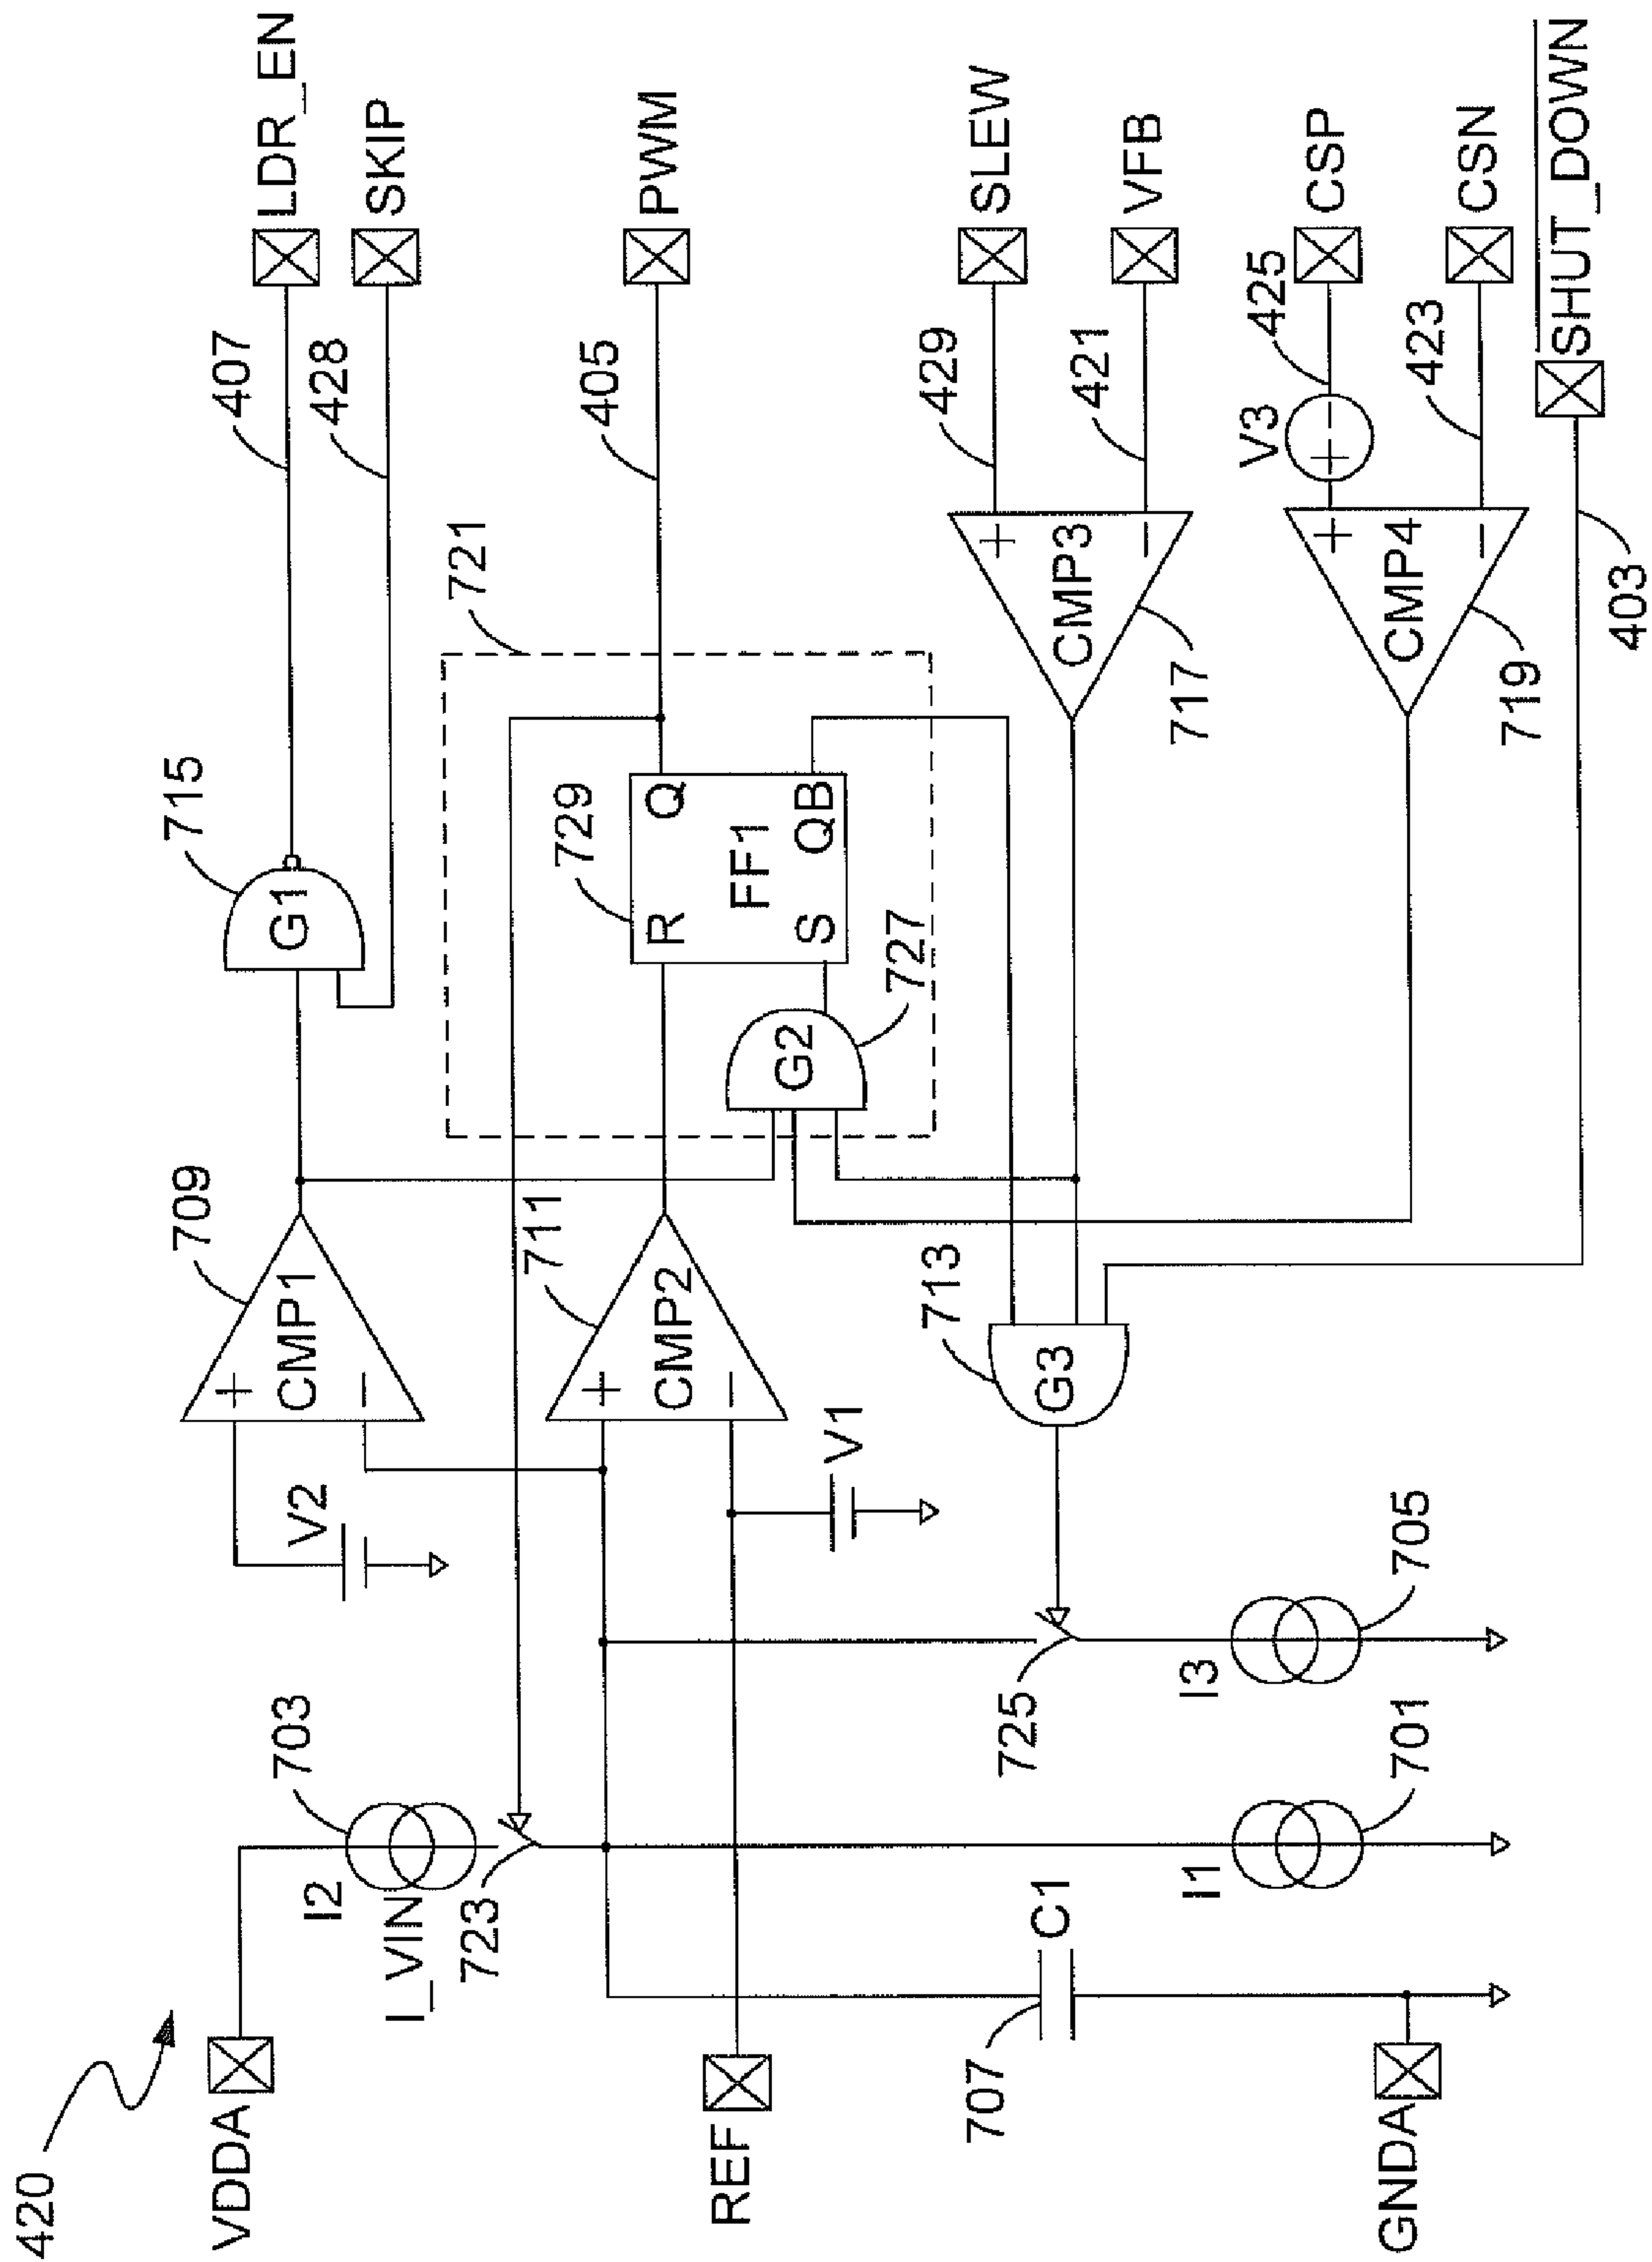 420
VDDA
I2
I_VIN
703
723
REF
707
C1
GNDA
I1
701
I3
705
725
V2
V1
709
+
CMP1
−
711
+
CMP2
−
713
G3
715
G1
721
729
R
Q
FF1
S
QB
G2
727
407
LDR_EN
428
SKIP
405
PWM
429
SLEW
421
VFB
+
CMP3
−
717
V3
+ −
425
CSP
423
CSN
+
CMP4
−
719
403
SHUT_DOWN